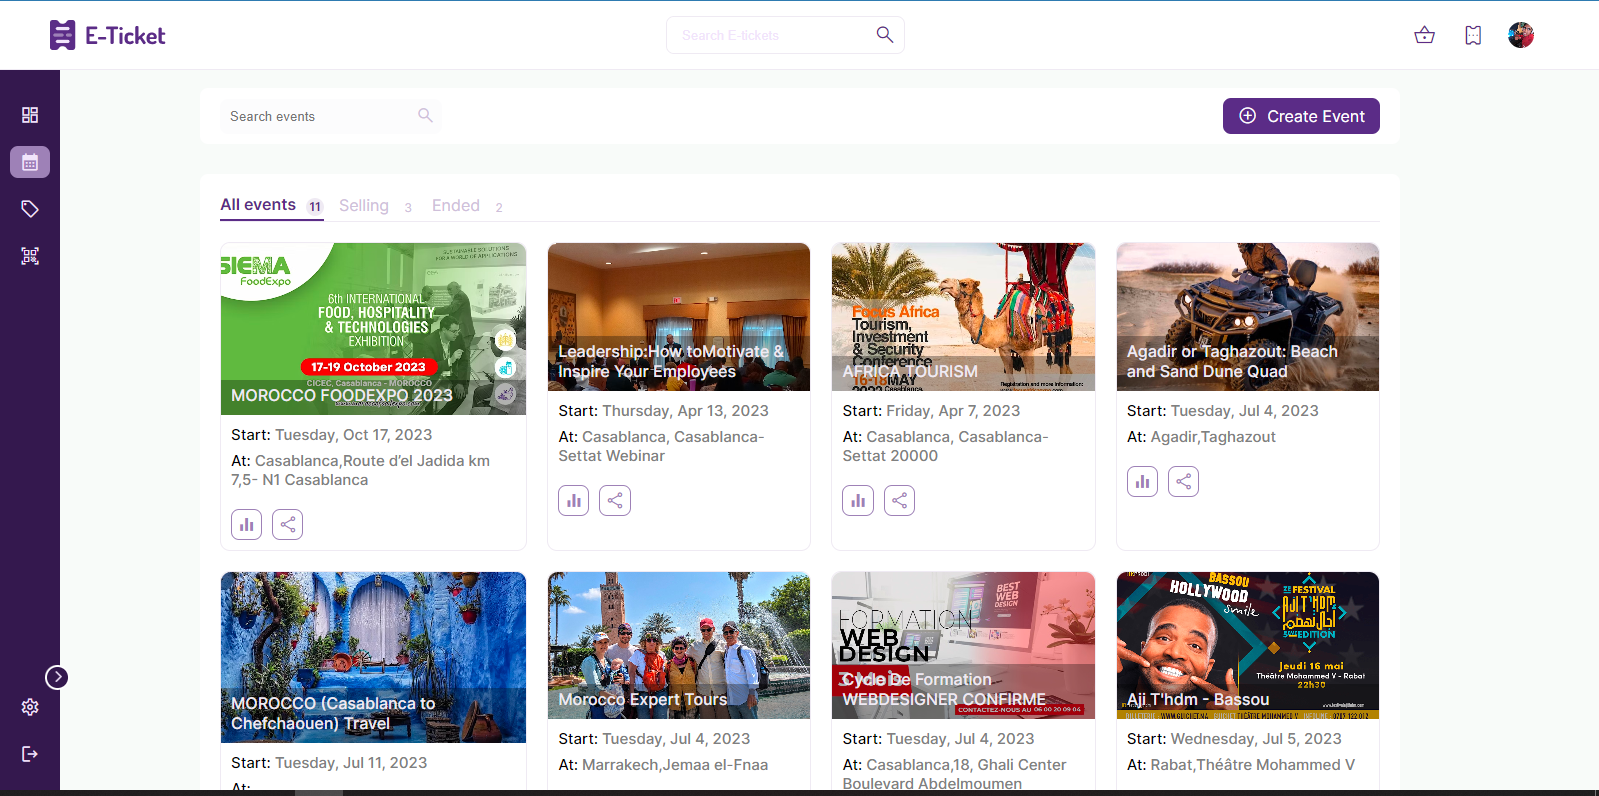 E-Ticket
Search E-tickets
Search events
Create Event
All events 11
Selling 3
Ended 2
SUSTAINABLE SOLUTIONS
FOR A WORLD OF APPLICATIONS
SIEMA
FoodExpo
6th INTERNATIONAL
FOOD, HOSPITALITY
& TECHNOLOGIES
EXHIBITION
17-19 October 2023
CICEC, Casablanca - MOROCCO
MOROCCO FOODEXPO 2023
Start: Tuesday, Oct 17, 2023
At: Casablanca,Route d'el Jadida km
7,5- N1 Casablanca
Leadership:How toMotivate &
Inspire Your Employees
Start: Thursday, Apr 13, 2023
At: Casablanca, Casablanca-
Settat Webinar
Focus Africa
Tourism,
Investment
& Security
Conference
16-18 MAY
2022 Casablanca
Registration and more information:
AFRICA TOURISM
Start: Friday, Apr 7, 2023
At: Casablanca, Casablanca-
Settat 20000
Agadir or Taghazout: Beach
and Sand Dune Quad
Start: Tuesday, Jul 4, 2023
At: Agadir,Taghazout
MOROCCO (Casablanca to
Chefchaouen) Travel
Start: Tuesday, Jul 11, 2023
At:
Morocco Expert Tours
Start: Tuesday, Jul 4, 2023
At: Marrakech,Jemaa el-Fnaa
BEST
WEB
DESIGN
FORMATION
WEB
DESIGN
3 mois
Cycle De Formation
WEBDESIGNER CONFIRME
CONTACTEZ-NOUS AU 06 00 20 09 04
Start: Tuesday, Jul 4, 2023
At: Casablanca,18, Ghali Center
Boulevard Abdelmoumen
BASSOU
HOLLYWOOD
smile
FESTIVAL
AJI T'HDM
أجي تهضم
5ème EDITION
Jeudi 16 mai
Théâtre Mohammed V - Rabat
22h30
Aji T'hdm - Bassou
Start: Wednesday, Jul 5, 2023
At: Rabat,Théâtre Mohammed V